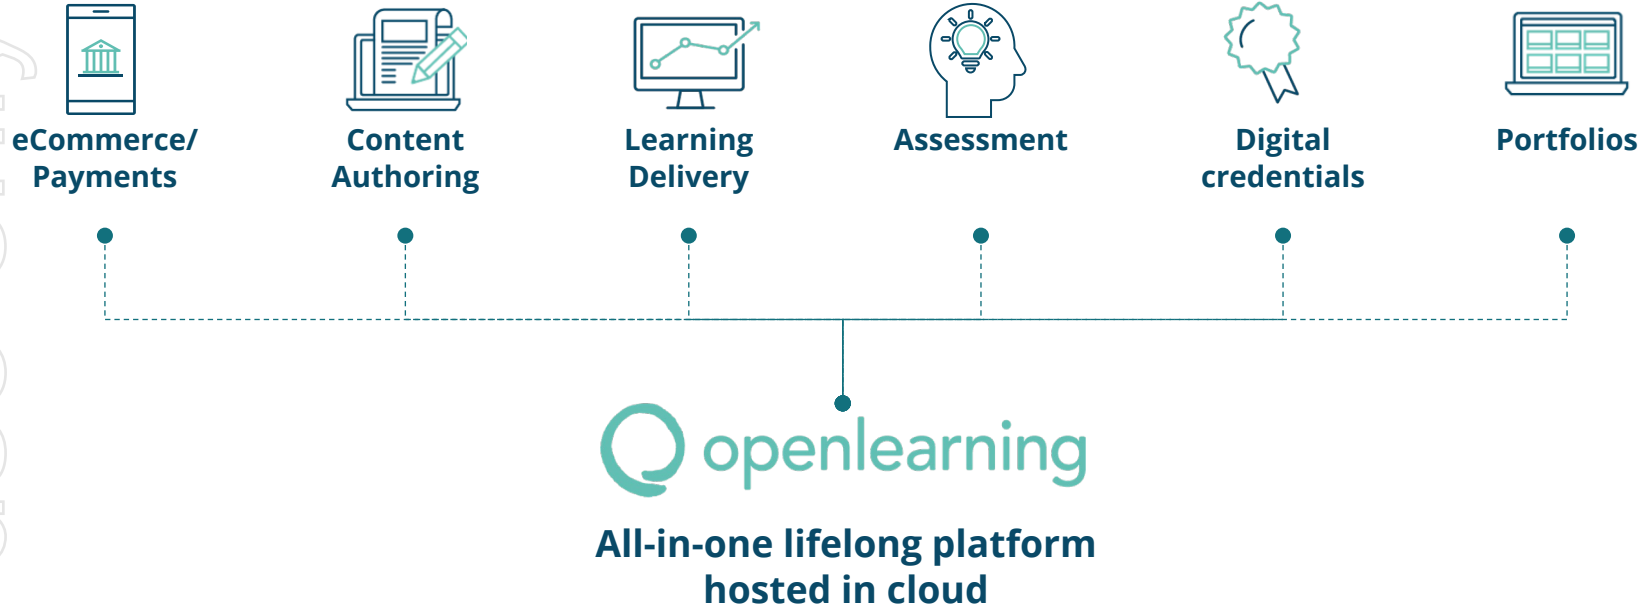 eCommerce/
Payments
Content
Authoring
Learning
Delivery
Assessment
Digital
credentials
Portfolios
openlearning
All-in-one lifelong platform
hosted in cloud